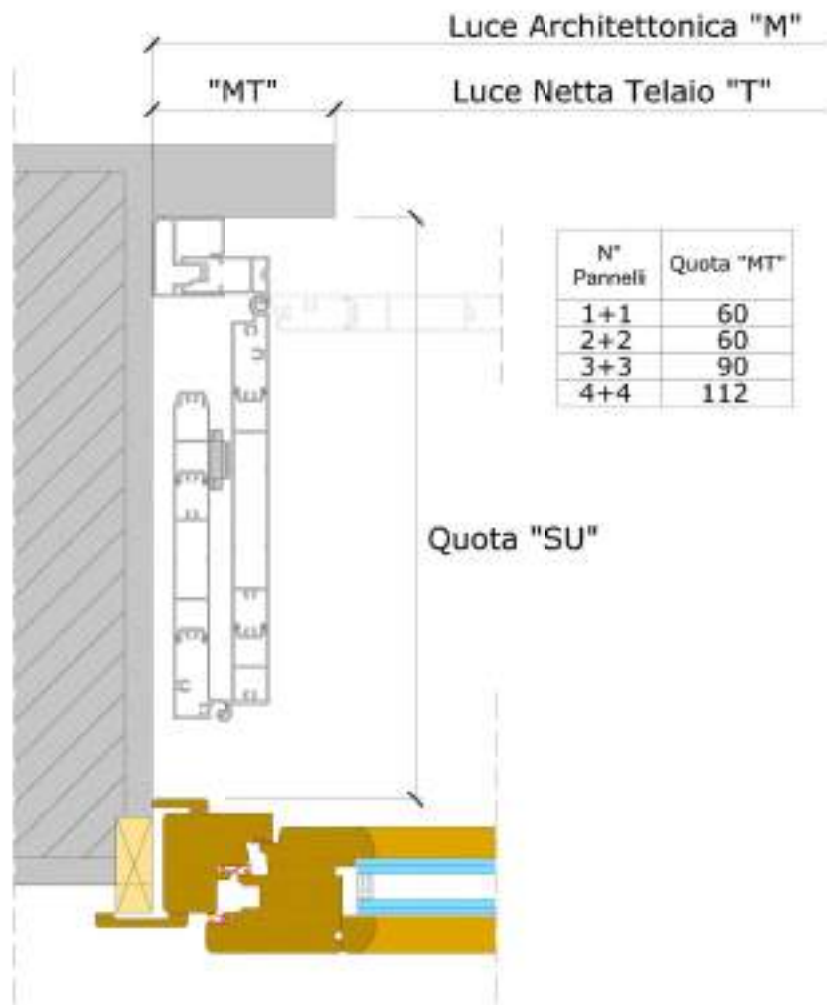 Luce Architettonica "M"
"MT"
Luce Netta Telaio "T"
N°
Pannelli
Quota "MT"
1+1 60
2+2 60
3+3 90
4+4 112
Quota "SU"